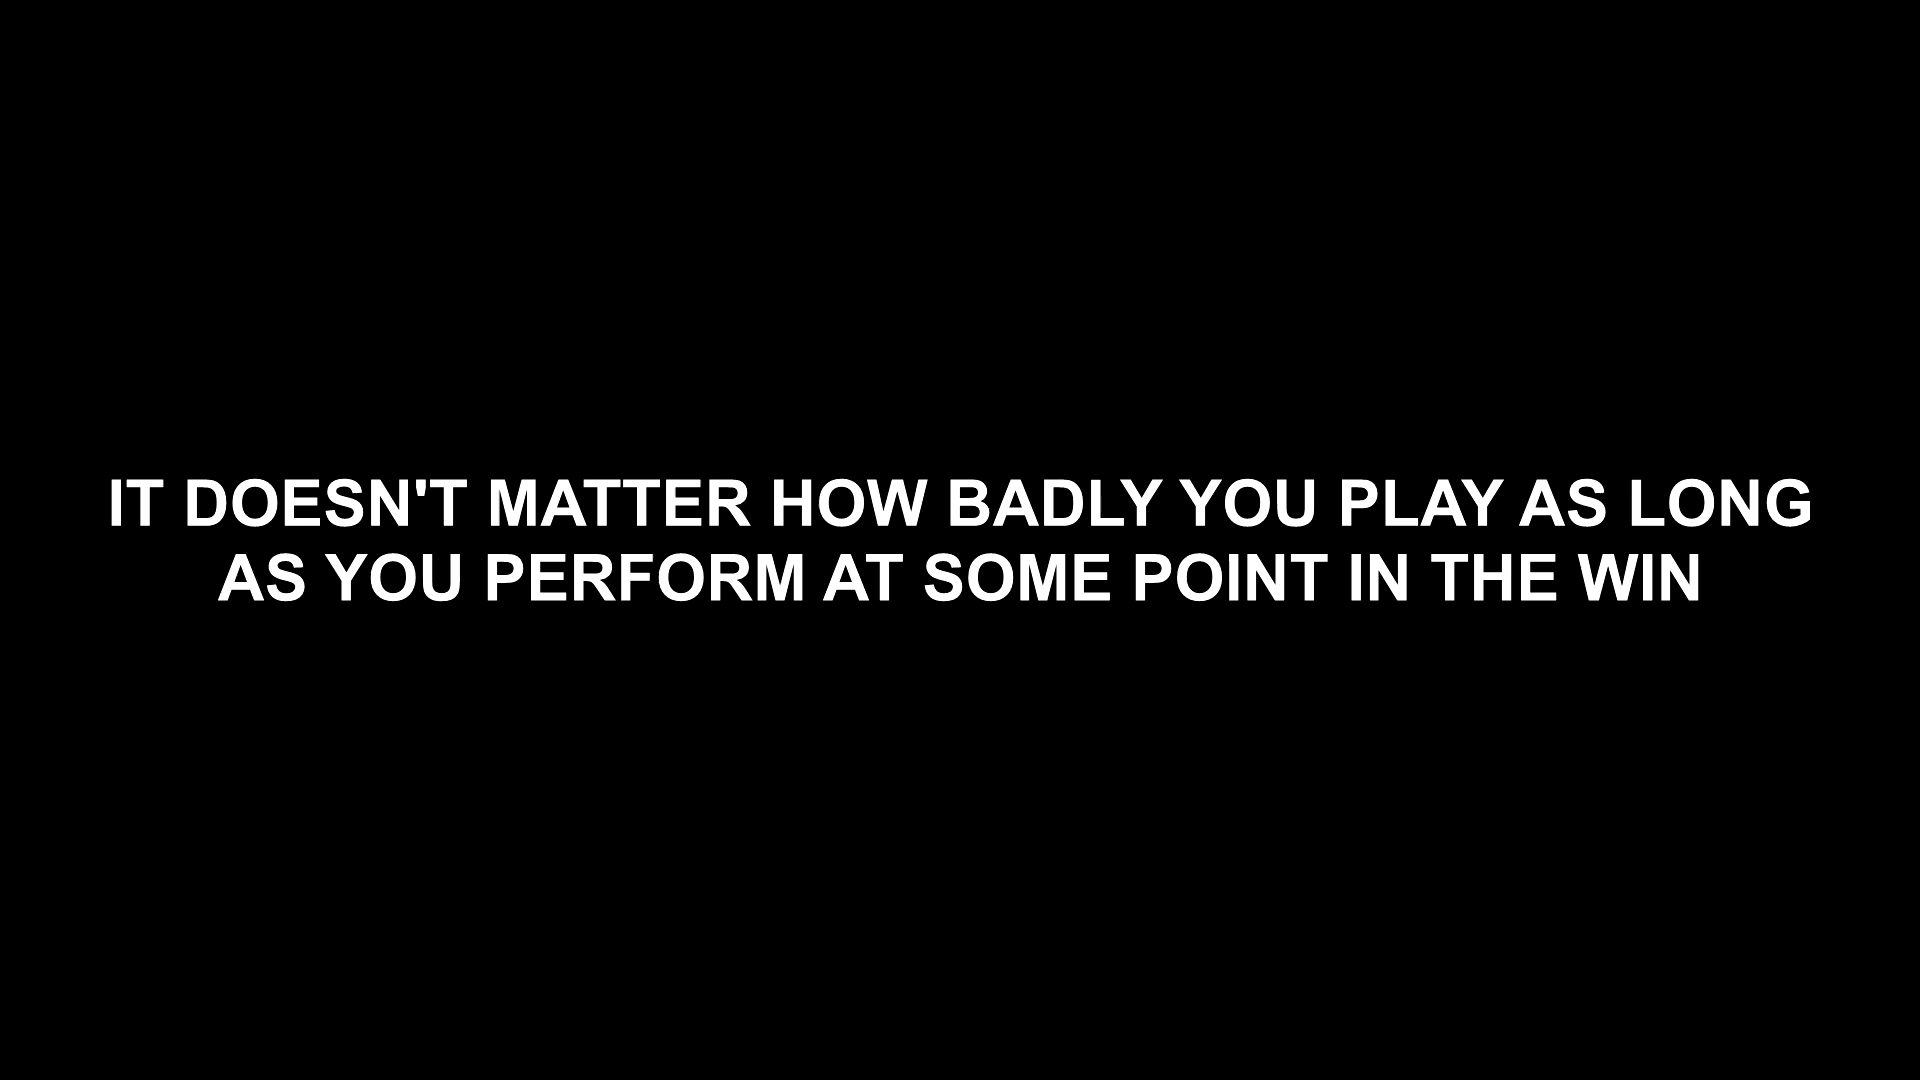 IT DOESN'T MATTER HOW BADLY YOU PLAY AS LONG
AS YOU PERFORM AT SOME POINT IN THE WIN